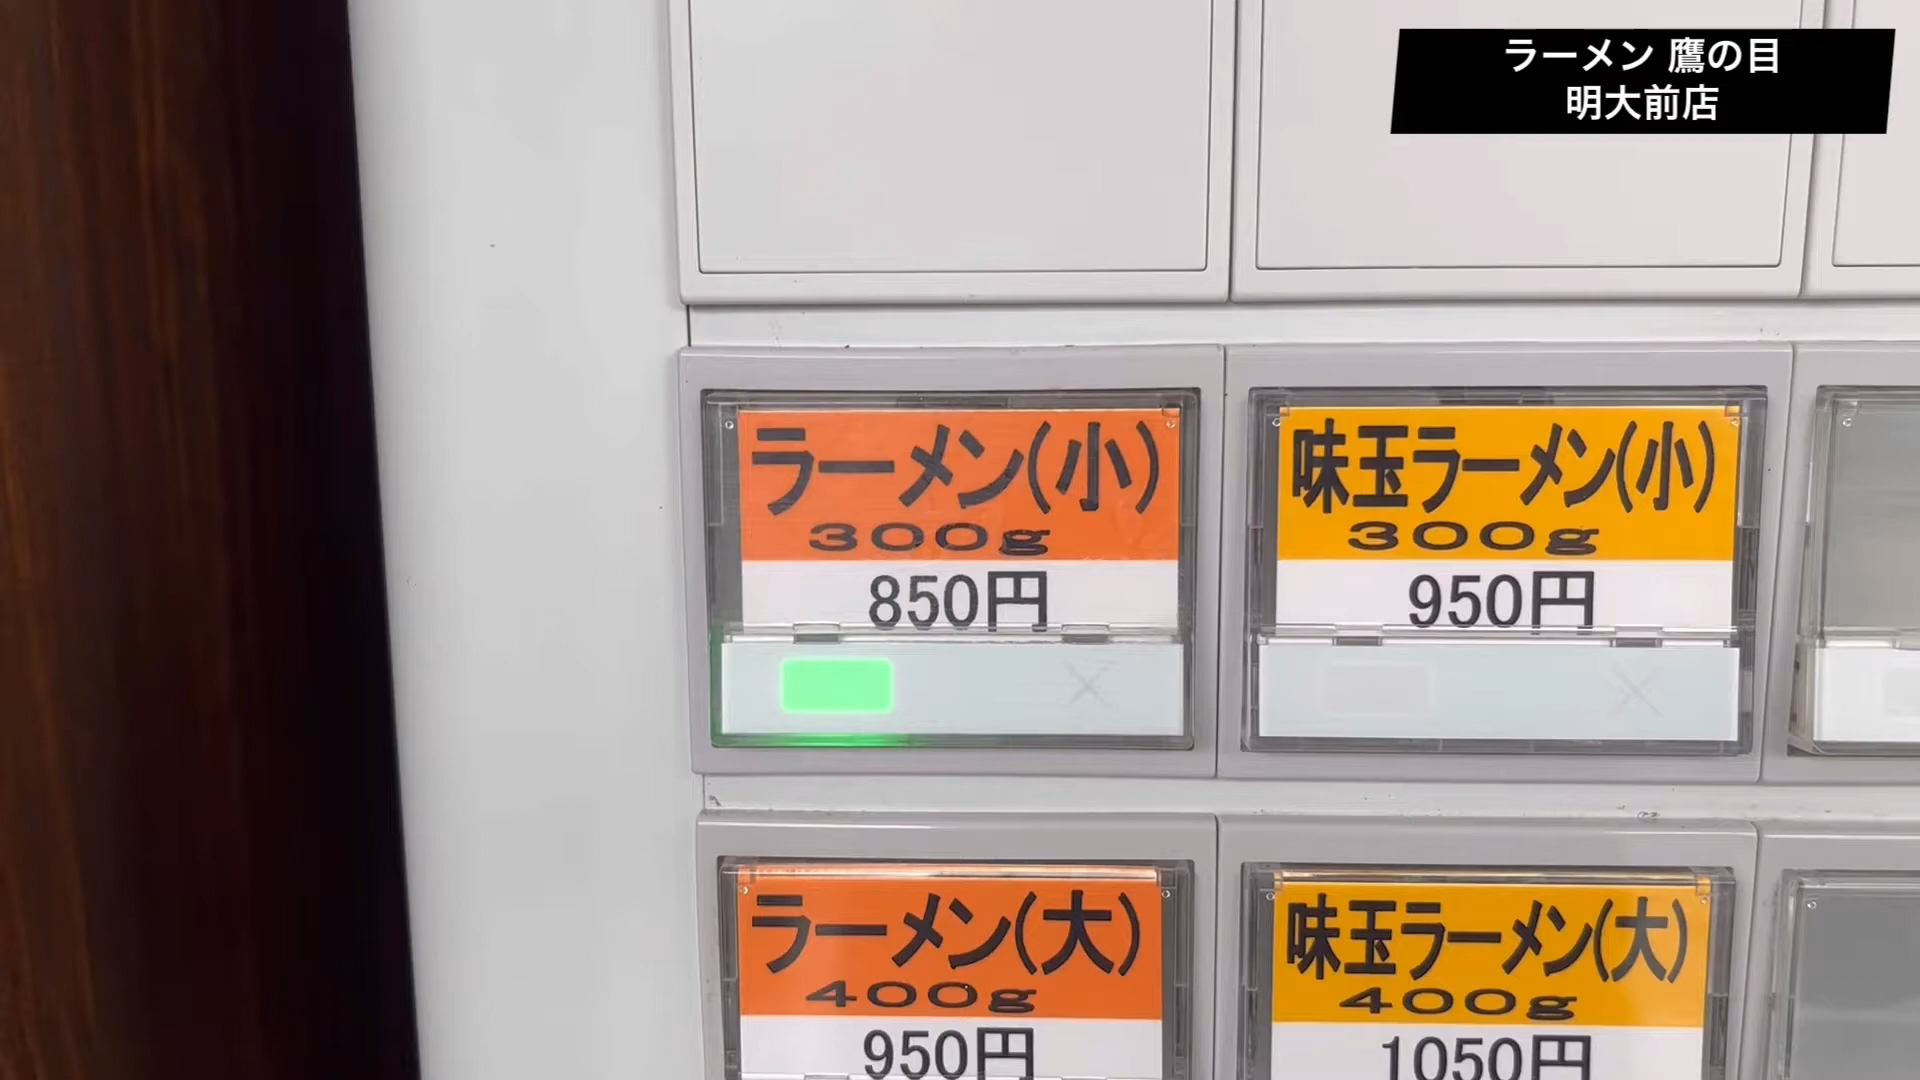 ラーメン 鷹の目
明大前店
ラーメン(小)
300g
850円
味玉ラーメン(小)
300g
950円
ラーメン(大)
400g
950円
味玉ラーメン(大)
400g
1050円